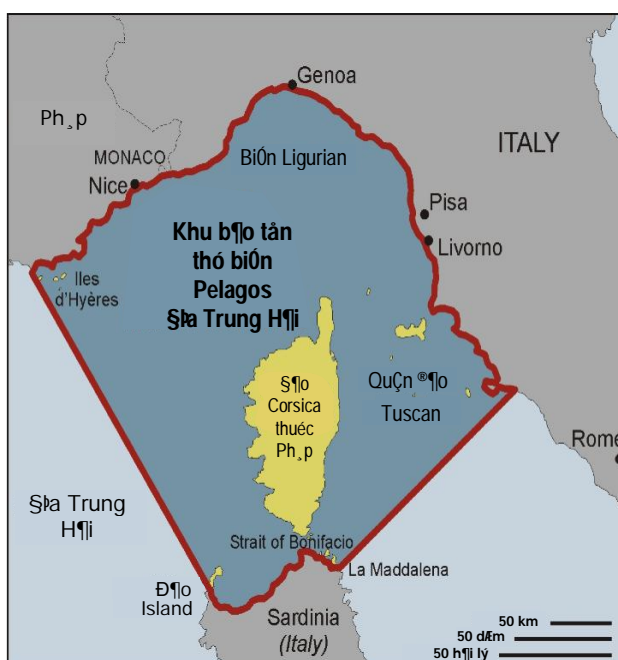 Genoa
Ph¸p
ITALY
MONACO
BiÓn Ligurian
Nice
Pisa
Khu b¶o tån
thó biÓn
Pelagos
§Þa Trung H¶i
Livorno
Iles
d'Hyères
§¶o
Corsica
thuéc
Ph¸p
QuÇn ®¶o
Tuscan
Rome
§Þa Trung
H¶i
Strait of Bonifacio
La Maddalena
Ð¶o
Island
Sardinia
(Italy)
50 km
50 dÆm
50 h¶i lý